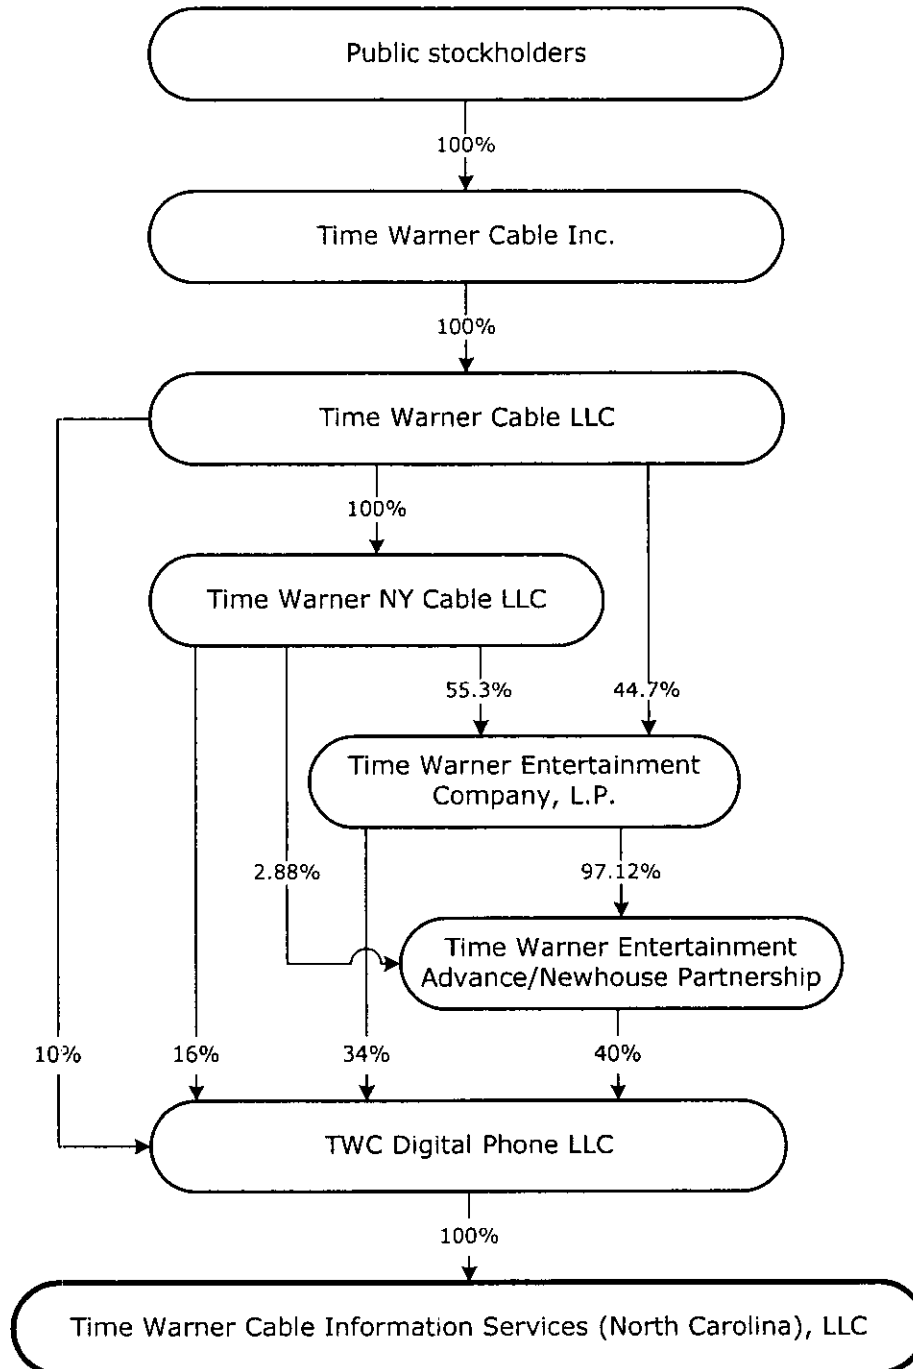 Public stockholders
100%
Time Warner Cable Inc.
100%
Time Warner Cable LLC
100%
Time Warner NY Cable LLC
55.3%
44.7%
Time Warner Entertainment
Company, L.P.
2.88%
97.12%
Time Warner Entertainment
Advance/Newhouse Partnership
10%
16%
34%
40%
TWC Digital Phone LLC
100%
Time Warner Cable Information Services (North Carolina), LLC